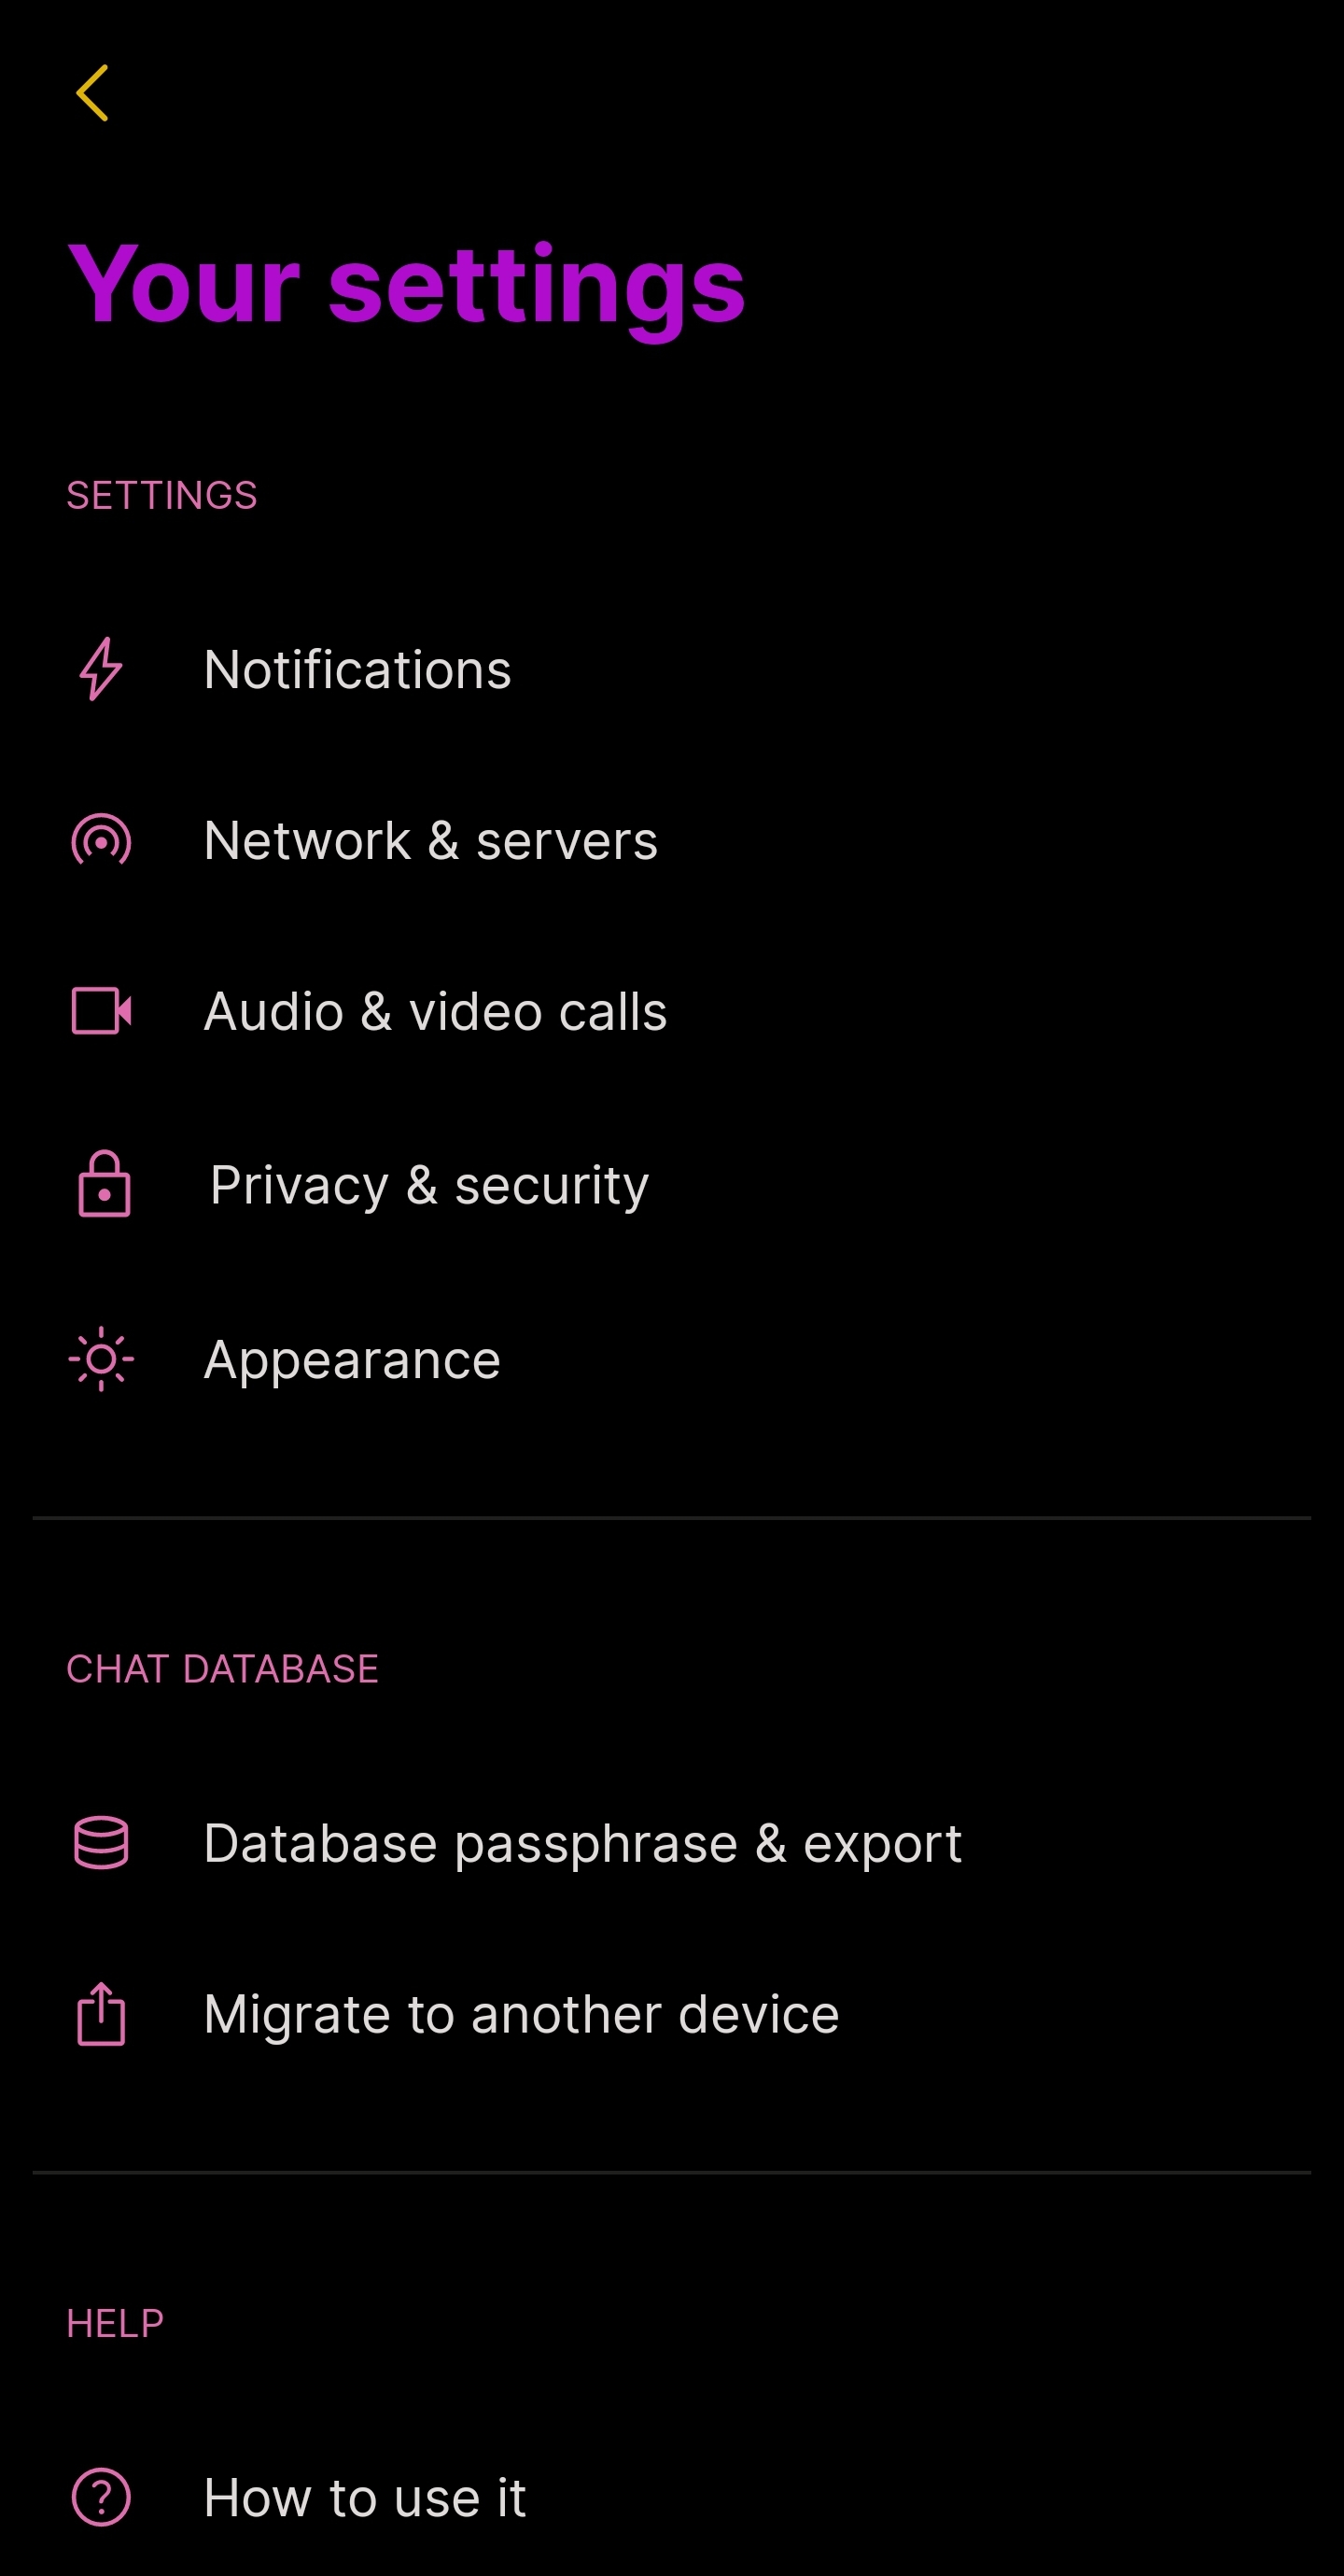 Your settings
SETTINGS
Notifications
Network & servers
Audio & video calls
Privacy & security
Appearance
CHAT DATABASE
Database passphrase & export
Migrate to another device
HELP
How to use it